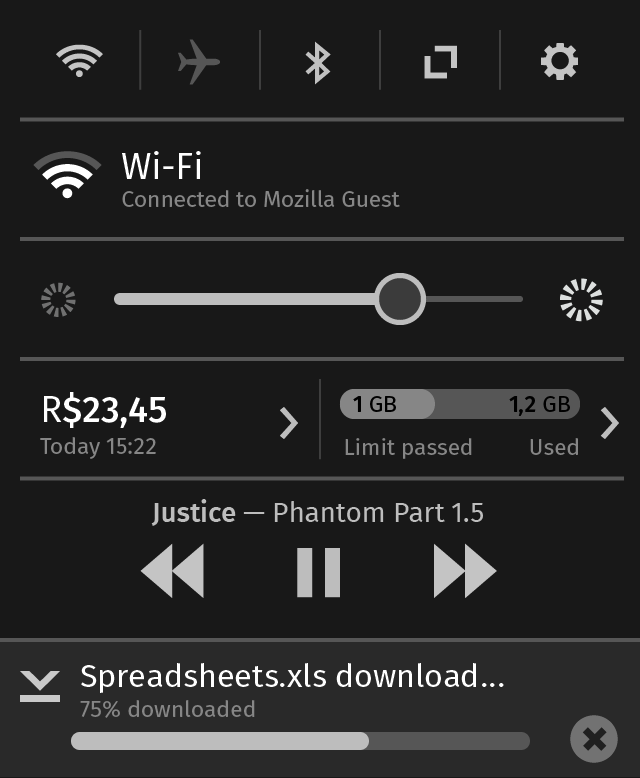 Wi-Fi
Connected to Mozilla Guest
R$23,45
Today 15:22
1 GB 1,2 GB
Limit passed Used
Justice — Phantom Part 1.5
Spreadsheets.xls download...
75% downloaded